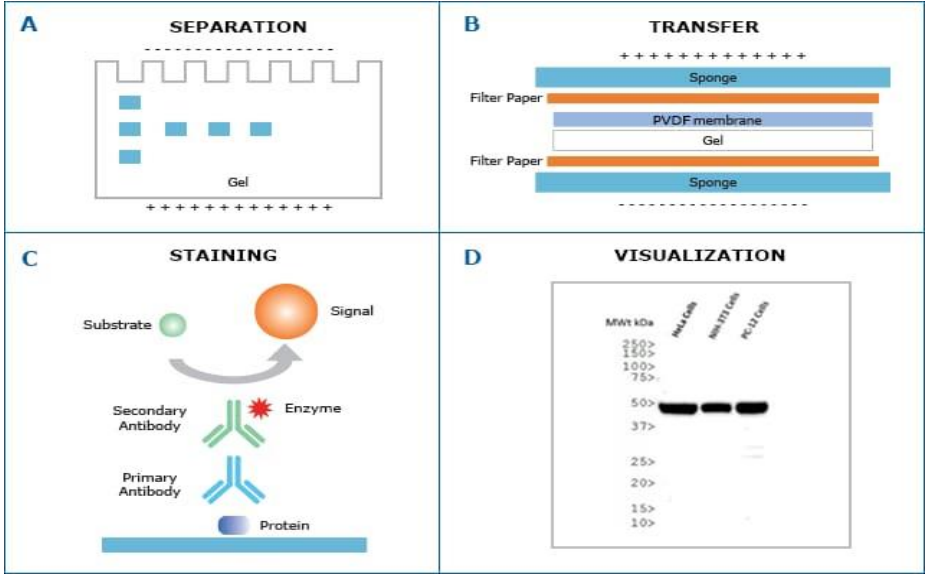 A
SEPARATION
- - - - - - - - - - - - - - - - - - -
Gel
+ + + + + + + + + + + + +
B
TRANSFER
+ + + + + + + + + + + + +
Sponge
Filter Paper
PVDF membrane
Gel
Filter Paper
Sponge
- - - - - - - - - - - - - - - - - - -
C
STAINING
Substrate
Signal
Enzyme
Secondary
Antibody
Primary
Antibody
Protein
D
VISUALIZATION
MWt kDa
HeLa Cells
NIH-3T3 Cells
PC-12 Cells
250>
150>
100>
75>
50>
37>
25>
20>
15>
10>